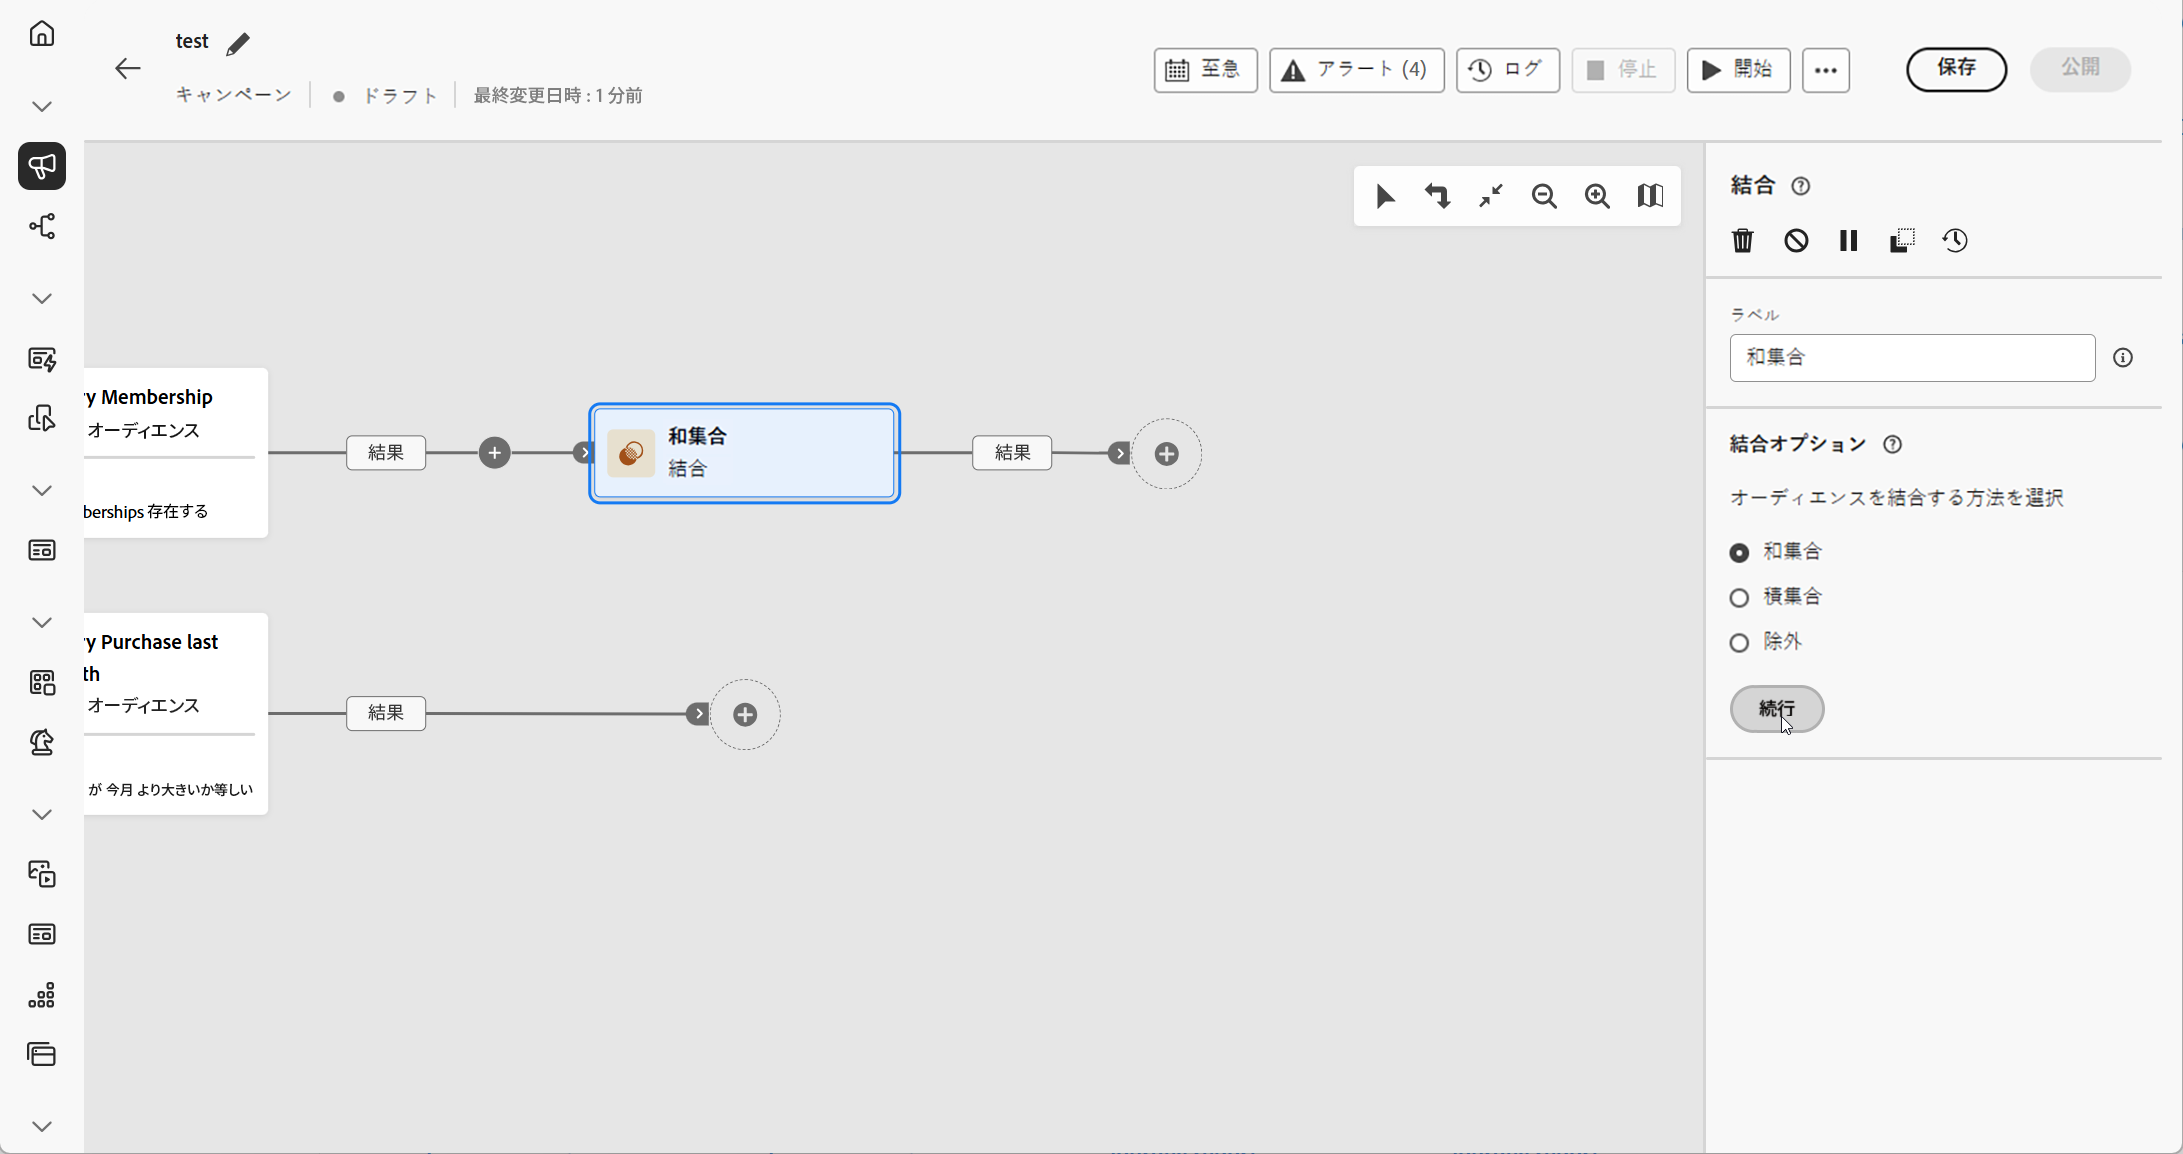 test
キャンペーン
ドラフト
最終変更日時 : 1 分前
至急
アラート (4)
ログ
停止
開始
保存
公開
y Membership
オーディエンス
berships 存在する
結果
和集合
結合
結果
y Purchase last
th
オーディエンス
が 今月 より大きいか等しい
結果
結合
ラベル
和集合
結合オプション
オーディエンスを結合する方法を選択
和集合
積集合
除外
続行